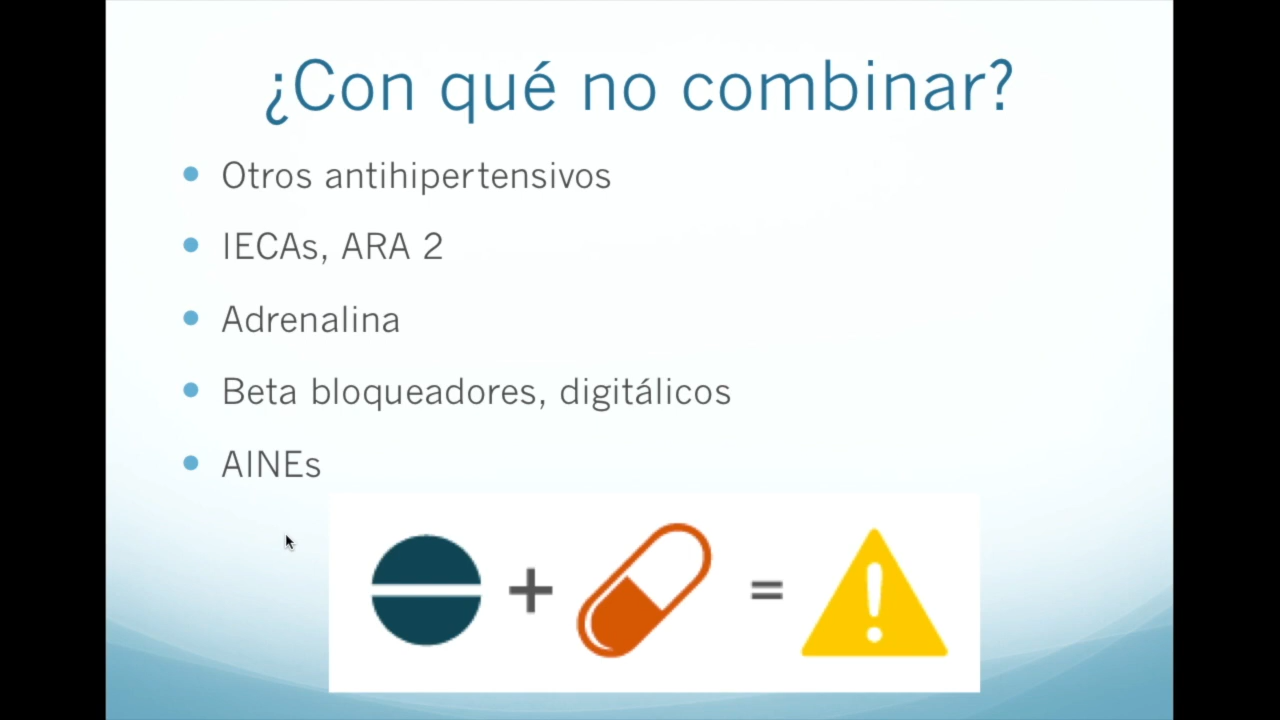 ¿Con qué no combinar?
Otros antihipertensivos
IECAs, ARA 2
Adrenalina
Beta bloqueadores, digitálicos
AINEs